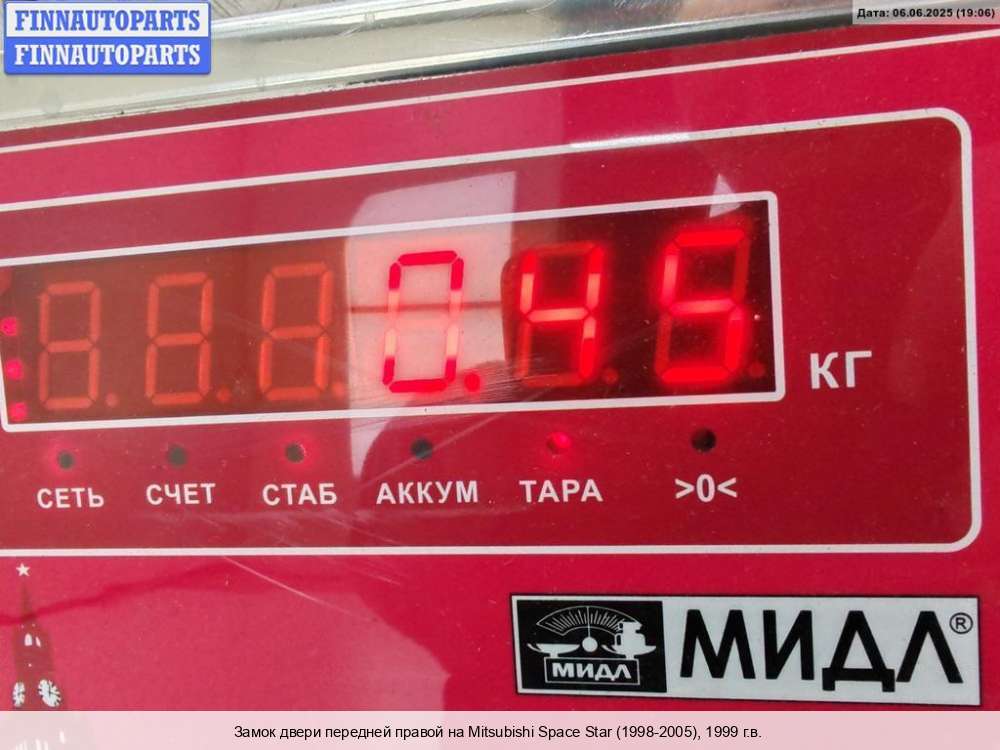 FINNAUTOPARTS
FINNAUTOPARTS
Дата: 06.06.2025 (19:06)
0.45
КГ
СЕТЬ СЧЕТ СТАБ АККУМ ТАРА >0<
МИДЛ МИДЛ®
Замок двери передней правой на Mitsubishi Space Star (1998-2005), 1999 г.в.